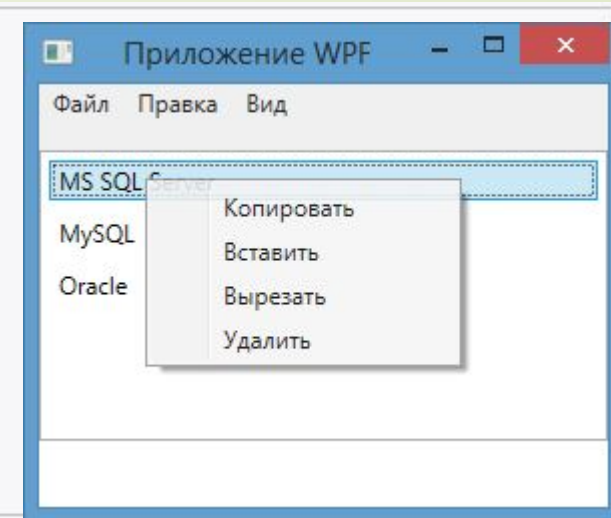 Приложение WPF
Файл Правка Вид
MS SQL Server
Копировать
MySQL
Вставить
Oracle
Вырезать
Удалить